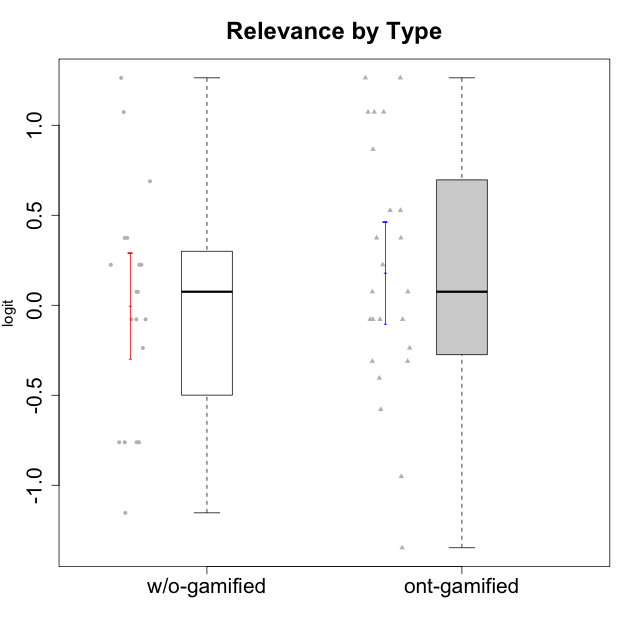 Relevance by Type
logit
1.0
0.5
0.0
-0.5
-1.0
w/o-gamified
ont-gamified